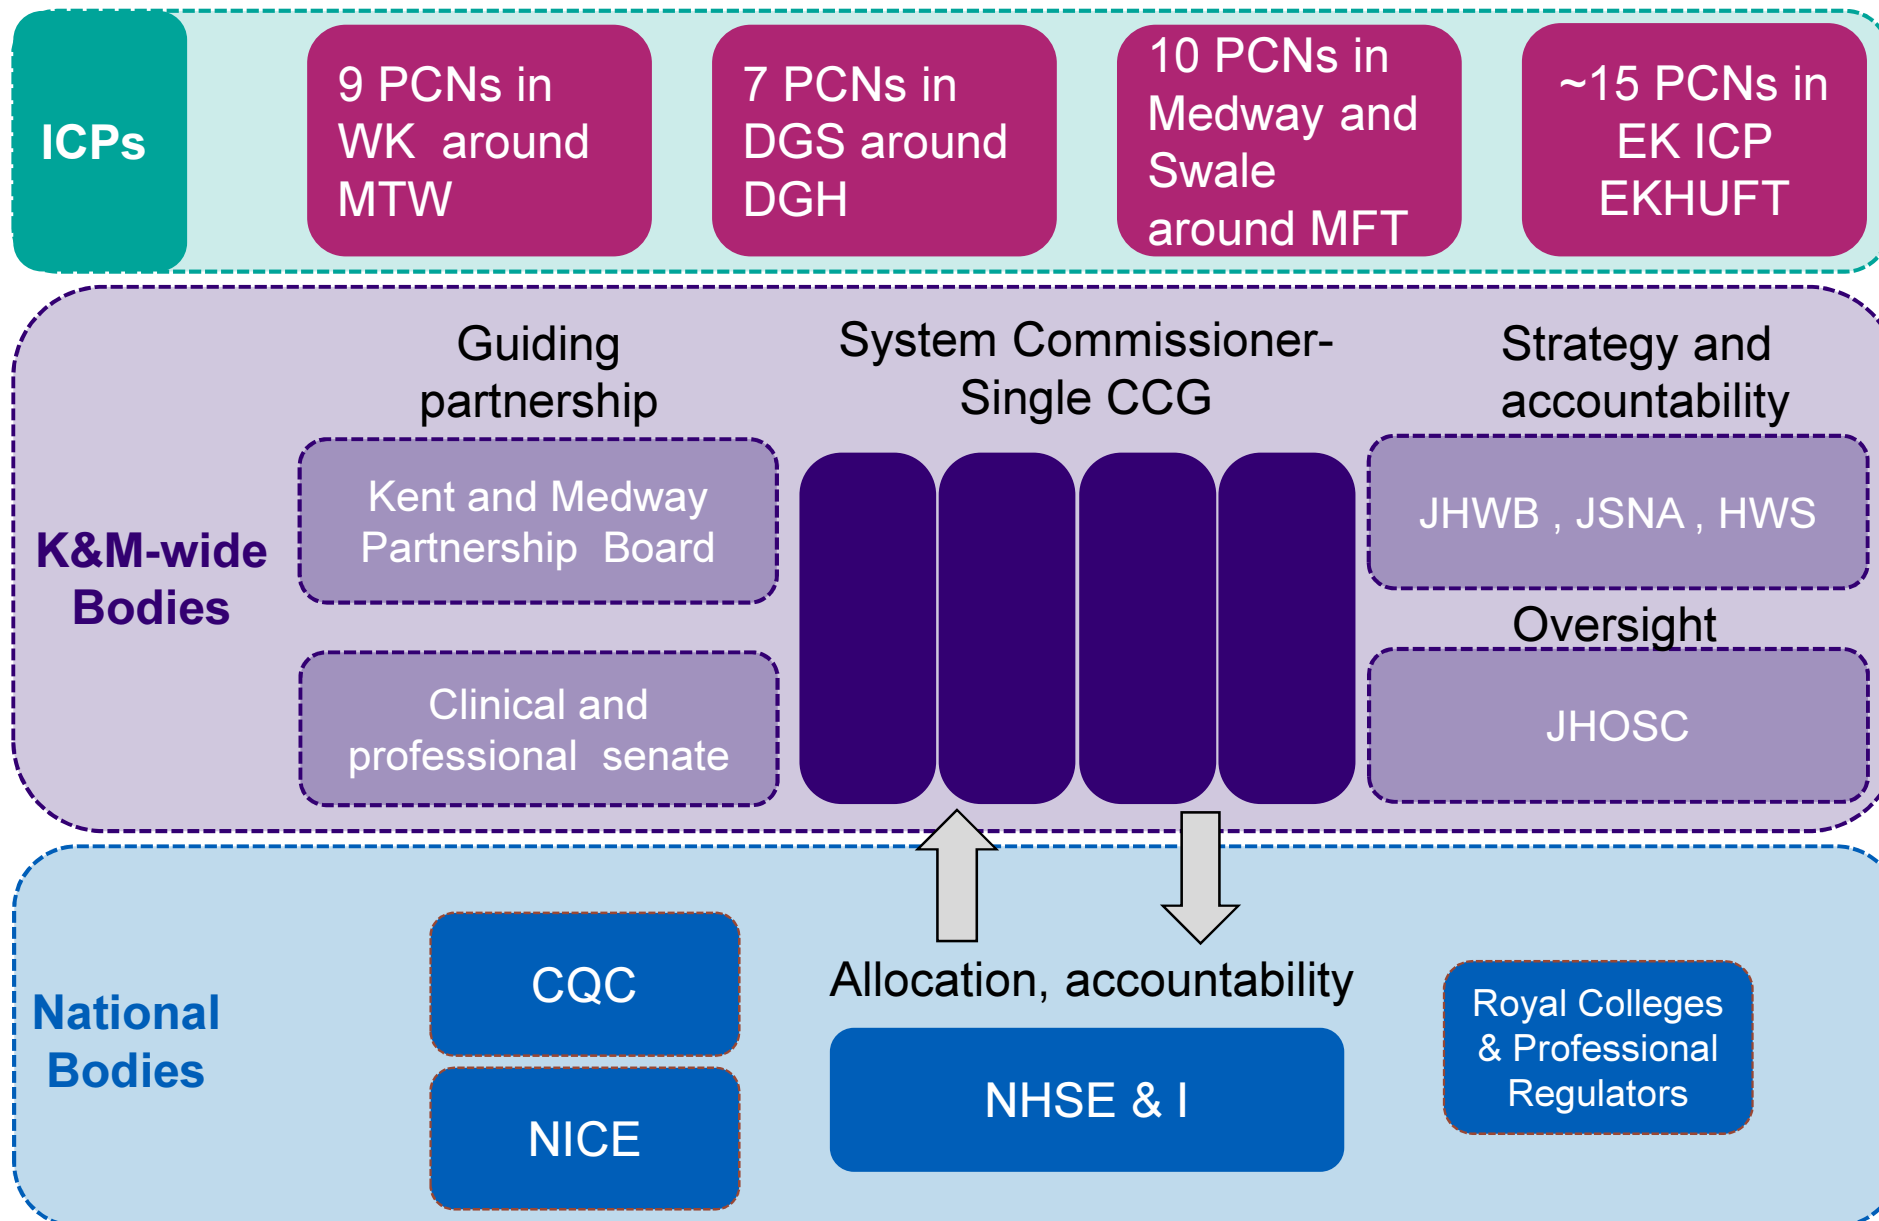 ICPs
9 PCNs in
WK around
MTW
7 PCNs in
DGS around
DGH
10 PCNs in
Medway and
Swale
around MFT
~15 PCNs in
EK ICP
EKHUFT
K&M-wide
Bodies
Guiding
partnership
Kent and Medway
Partnership Board
Clinical and
professional senate
System Commissioner-
Single CCG
Strategy and
accountability
JHWB , JSNA , HWS
Oversight
JHOSC
National
Bodies
CQC
NICE
Allocation, accountability
NHSE & I
Royal Colleges
& Professional
Regulators